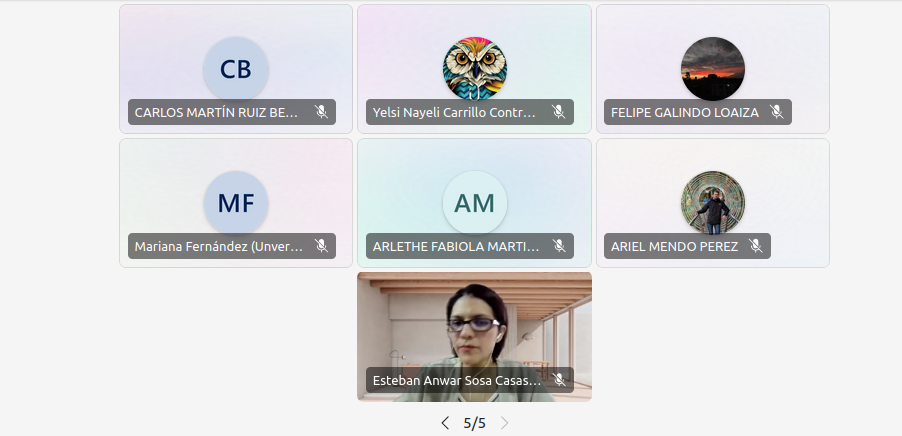 CB
CARLOS MARTÍN RUIZ BE...
Yelsi Nayeli Carrillo Contr...
FELIPE GALINDO LOAIZA
MF
Mariana Fernández (Unver...
AM
ARLETHE FABIOLA MARTI...
ARIEL MENDO PEREZ
Esteban Anwar Sosa Casas...
5/5